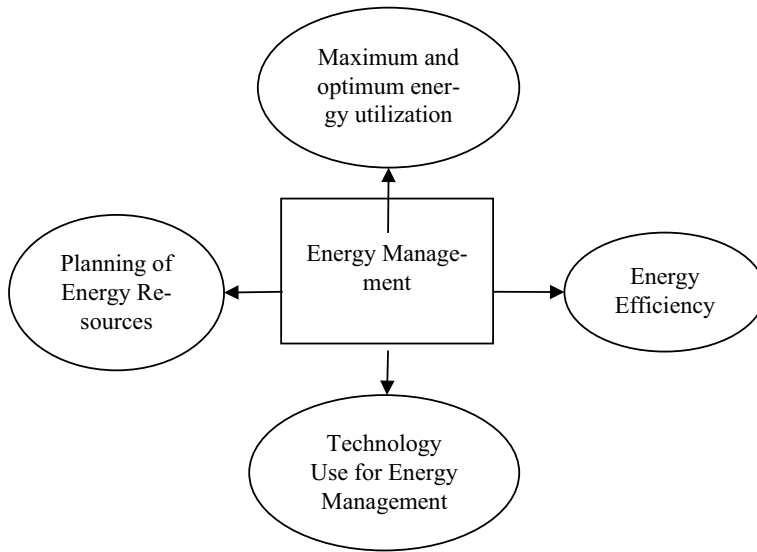 Maximum and
optimum ener-
gy utilization
Planning of
Energy Re-
sources
Energy Manage-
ment
Energy
Efficiency
Technology
Use for Energy
Management